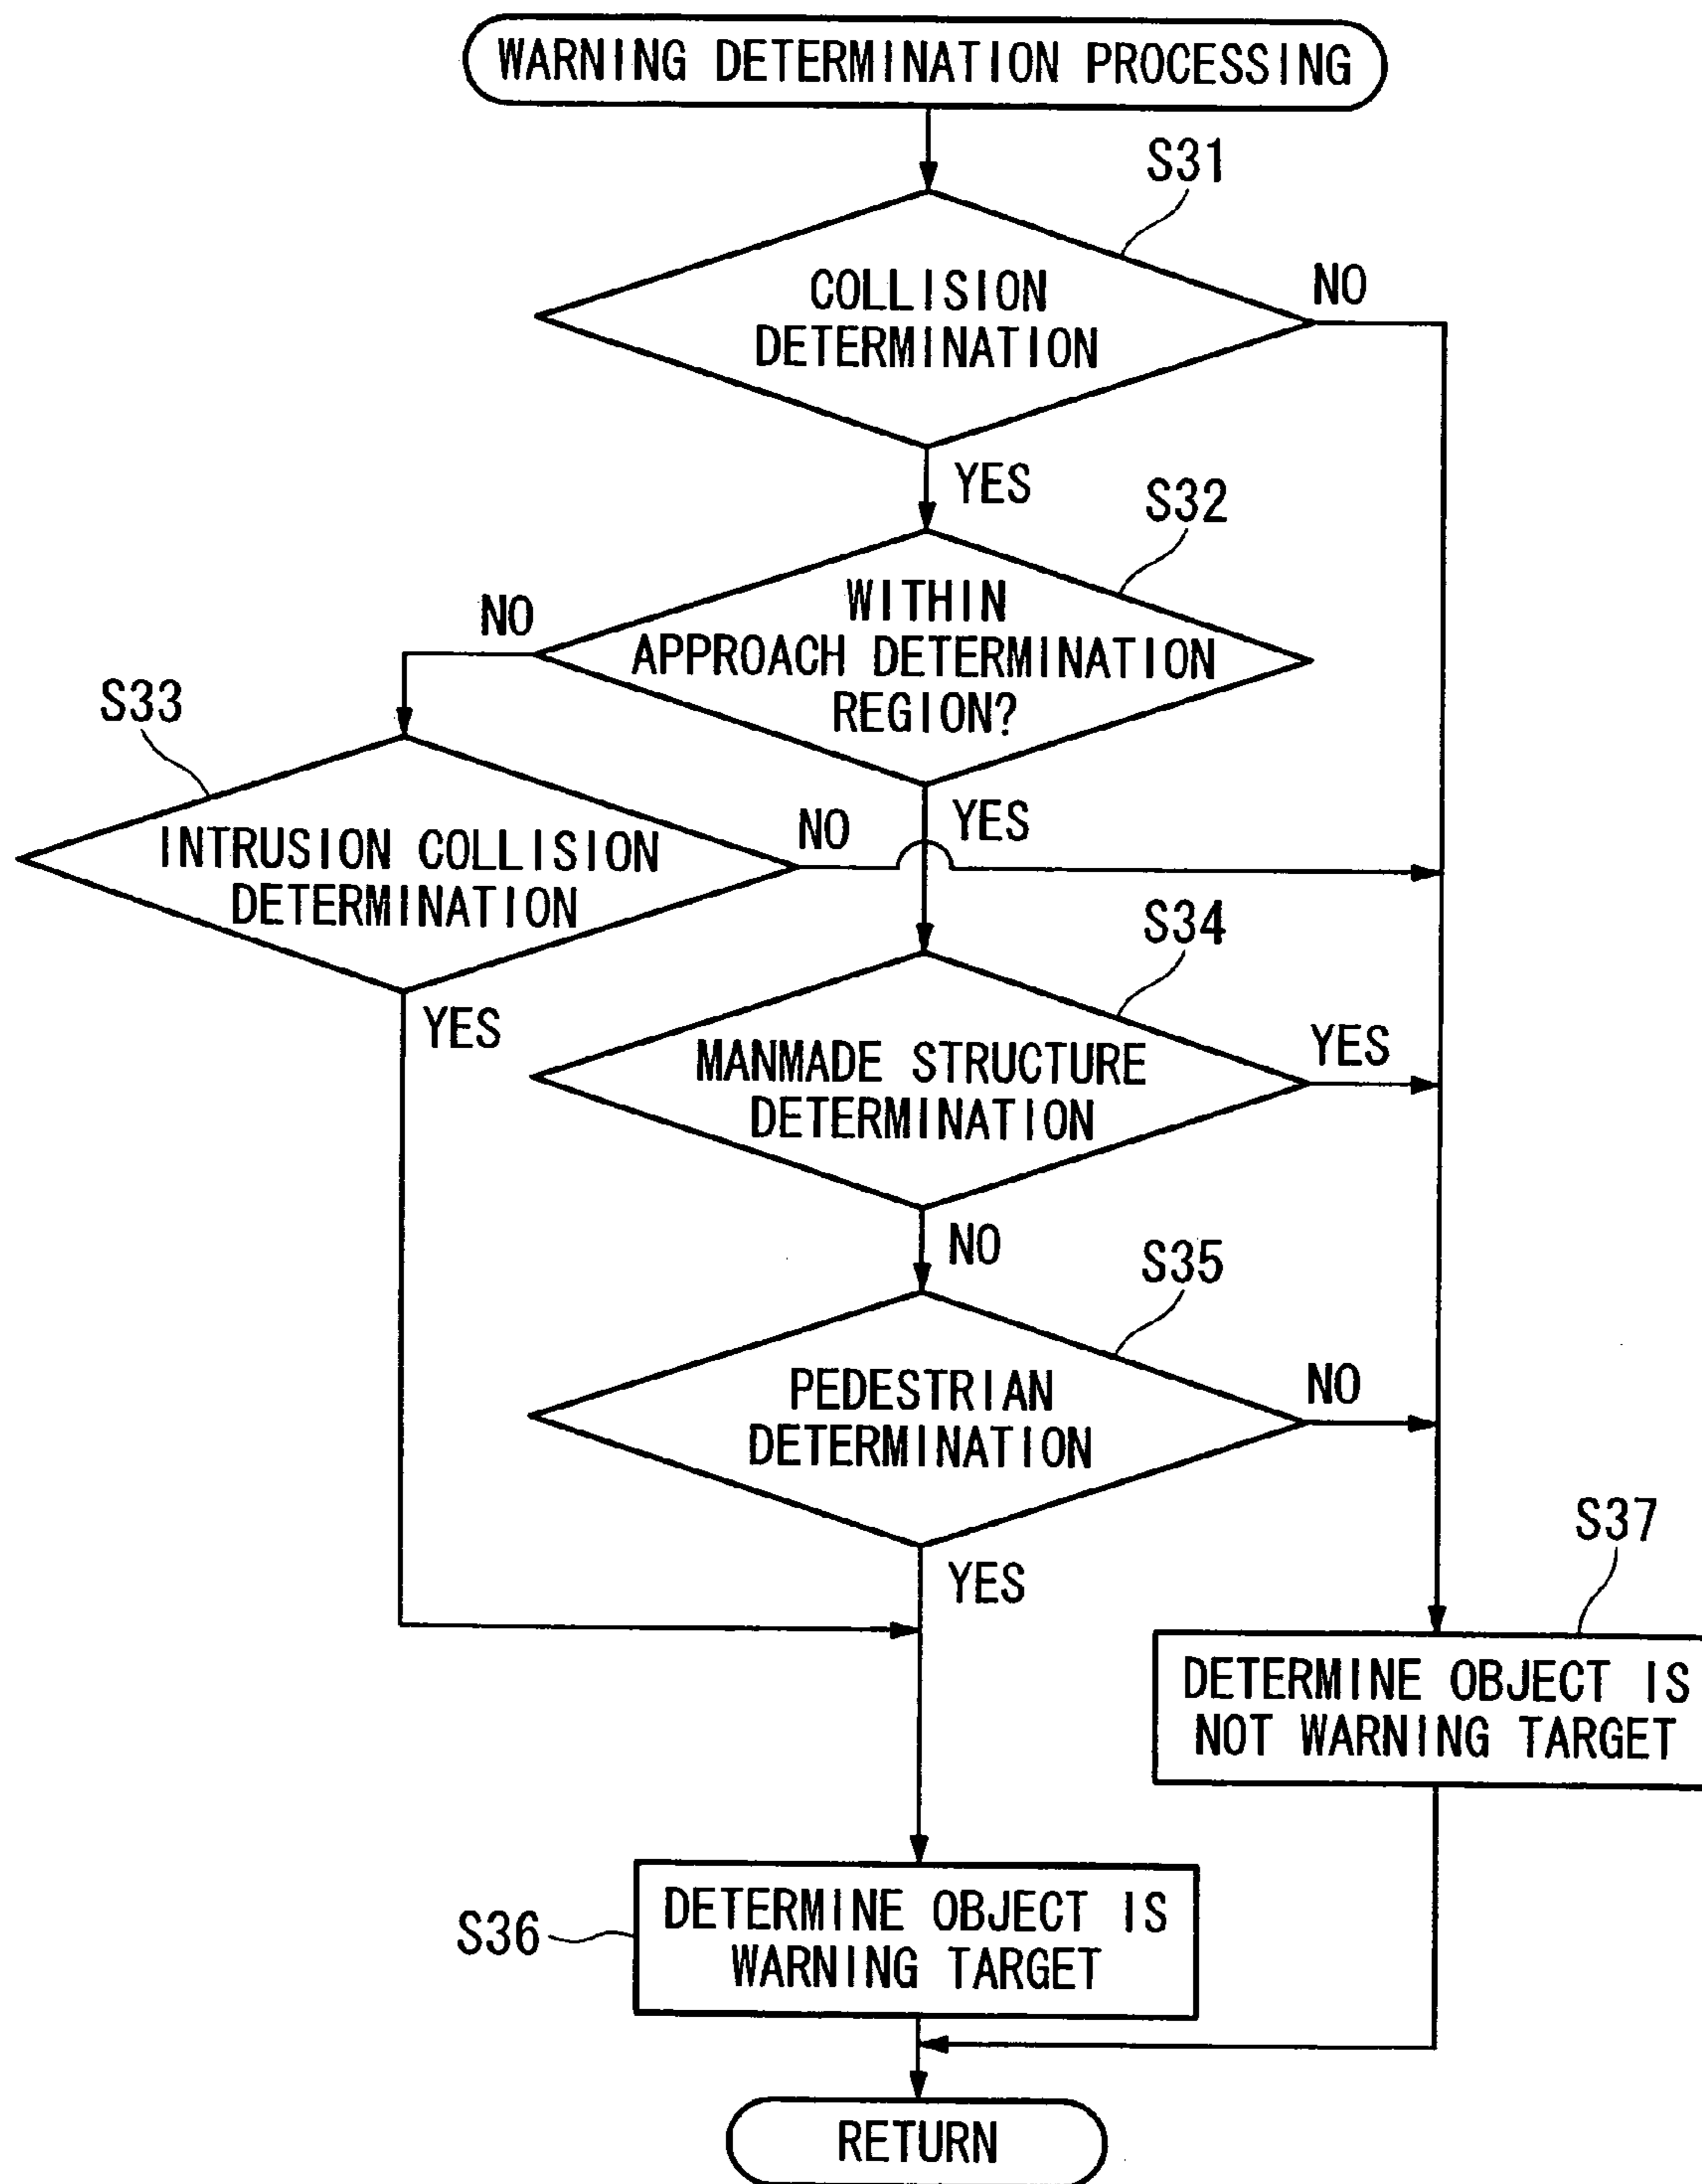 WARNING DETERMINATION PROCESSING
S31
COLLISION
DETERMINATION
NO
YES
S32
WITHIN
APPROACH DETERMINATION
REGION?
NO
YES
S33
INTRUSION COLLISION
DETERMINATION
NO
YES
S34
MANMADE STRUCTURE
DETERMINATION
YES
NO
S35
PEDESTRIAN
DETERMINATION
NO
YES
S37
DETERMINE OBJECT IS
NOT WARNING TARGET
S36
DETERMINE OBJECT IS
WARNING TARGET
RETURN